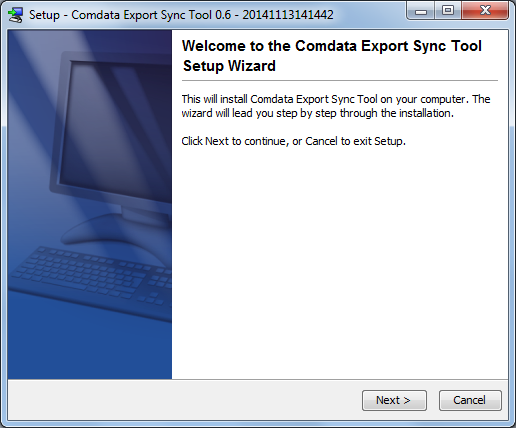 Setup - Comdata Export Sync Tool 0.6 - 20141113141442
Welcome to the Comdata Export Sync Tool
Setup Wizard
This will install Comdata Export Sync Tool on your computer. The
wizard will lead you step by step through the installation.
Click Next to continue, or Cancel to exit Setup.
Next >
Cancel